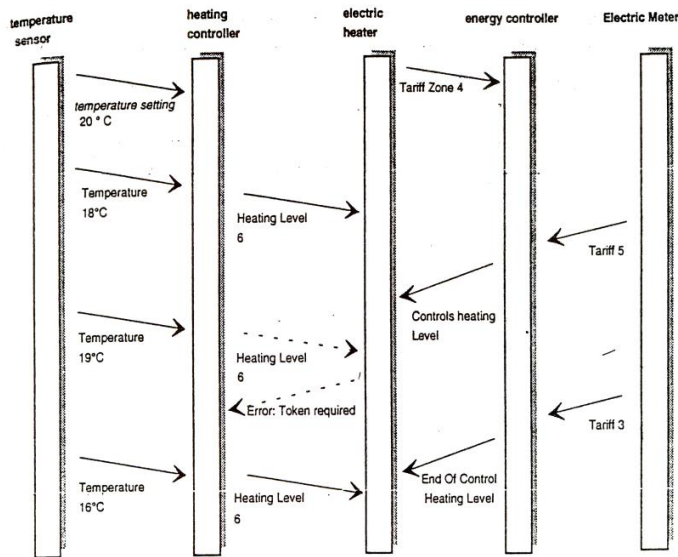 temperature
sensor
heating
controller
electric
heater
energy controller
Electric Meter
temperature setting
20 ° C
Tariff Zone 4
Temperature
18°C
Heating Level
6
Tariff 5
Controls heating
Level
Temperature
19°C
Heating Level
6
Error: Token required
Tariff 3
Temperature
16°C
Heating Level
6
End Of Control
Heating Level